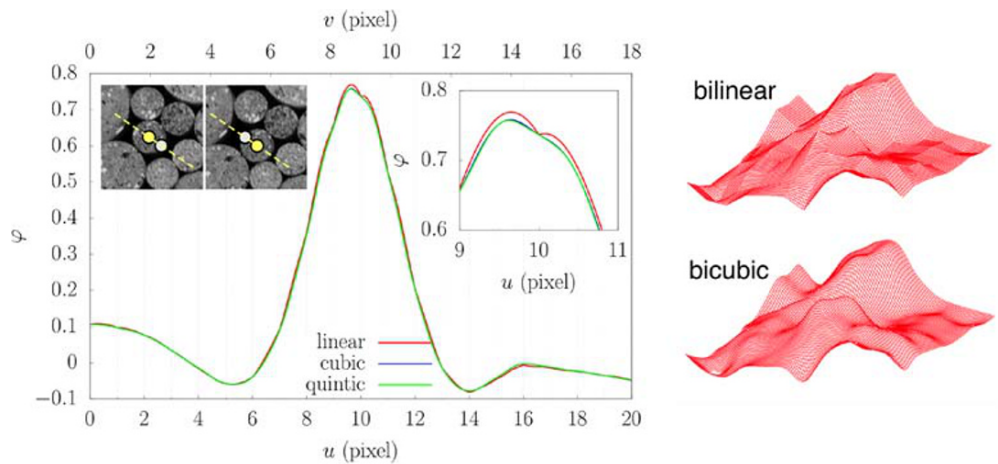 v (pixel)
0 2 4 6 8 10 12 14 16 18
0.8
0.7
0.6
0.5
0.4
0.3
0.2
0.1
0
−0.1
φ
0.8
0.7
0.6
φ
9 10 11
u (pixel)
linear
cubic
quintic
0 2 4 6 8 10 12 14 16 18 20
u (pixel)
bilinear
bicubic